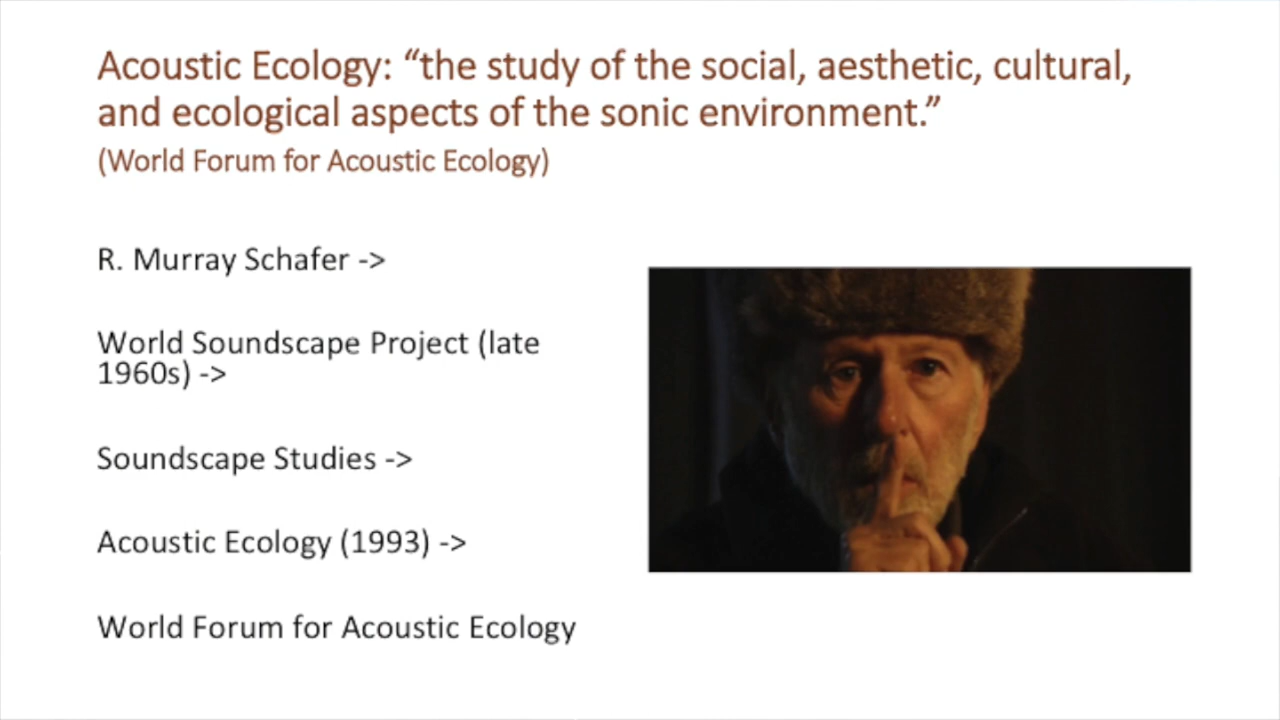 Acoustic Ecology: “the study of the social, aesthetic, cultural,
and ecological aspects of the sonic environment.”
(World Forum for Acoustic Ecology)
R. Murray Schafer ->
World Soundscape Project (late
1960s) ->
Soundscape Studies ->
Acoustic Ecology (1993) ->
World Forum for Acoustic Ecology